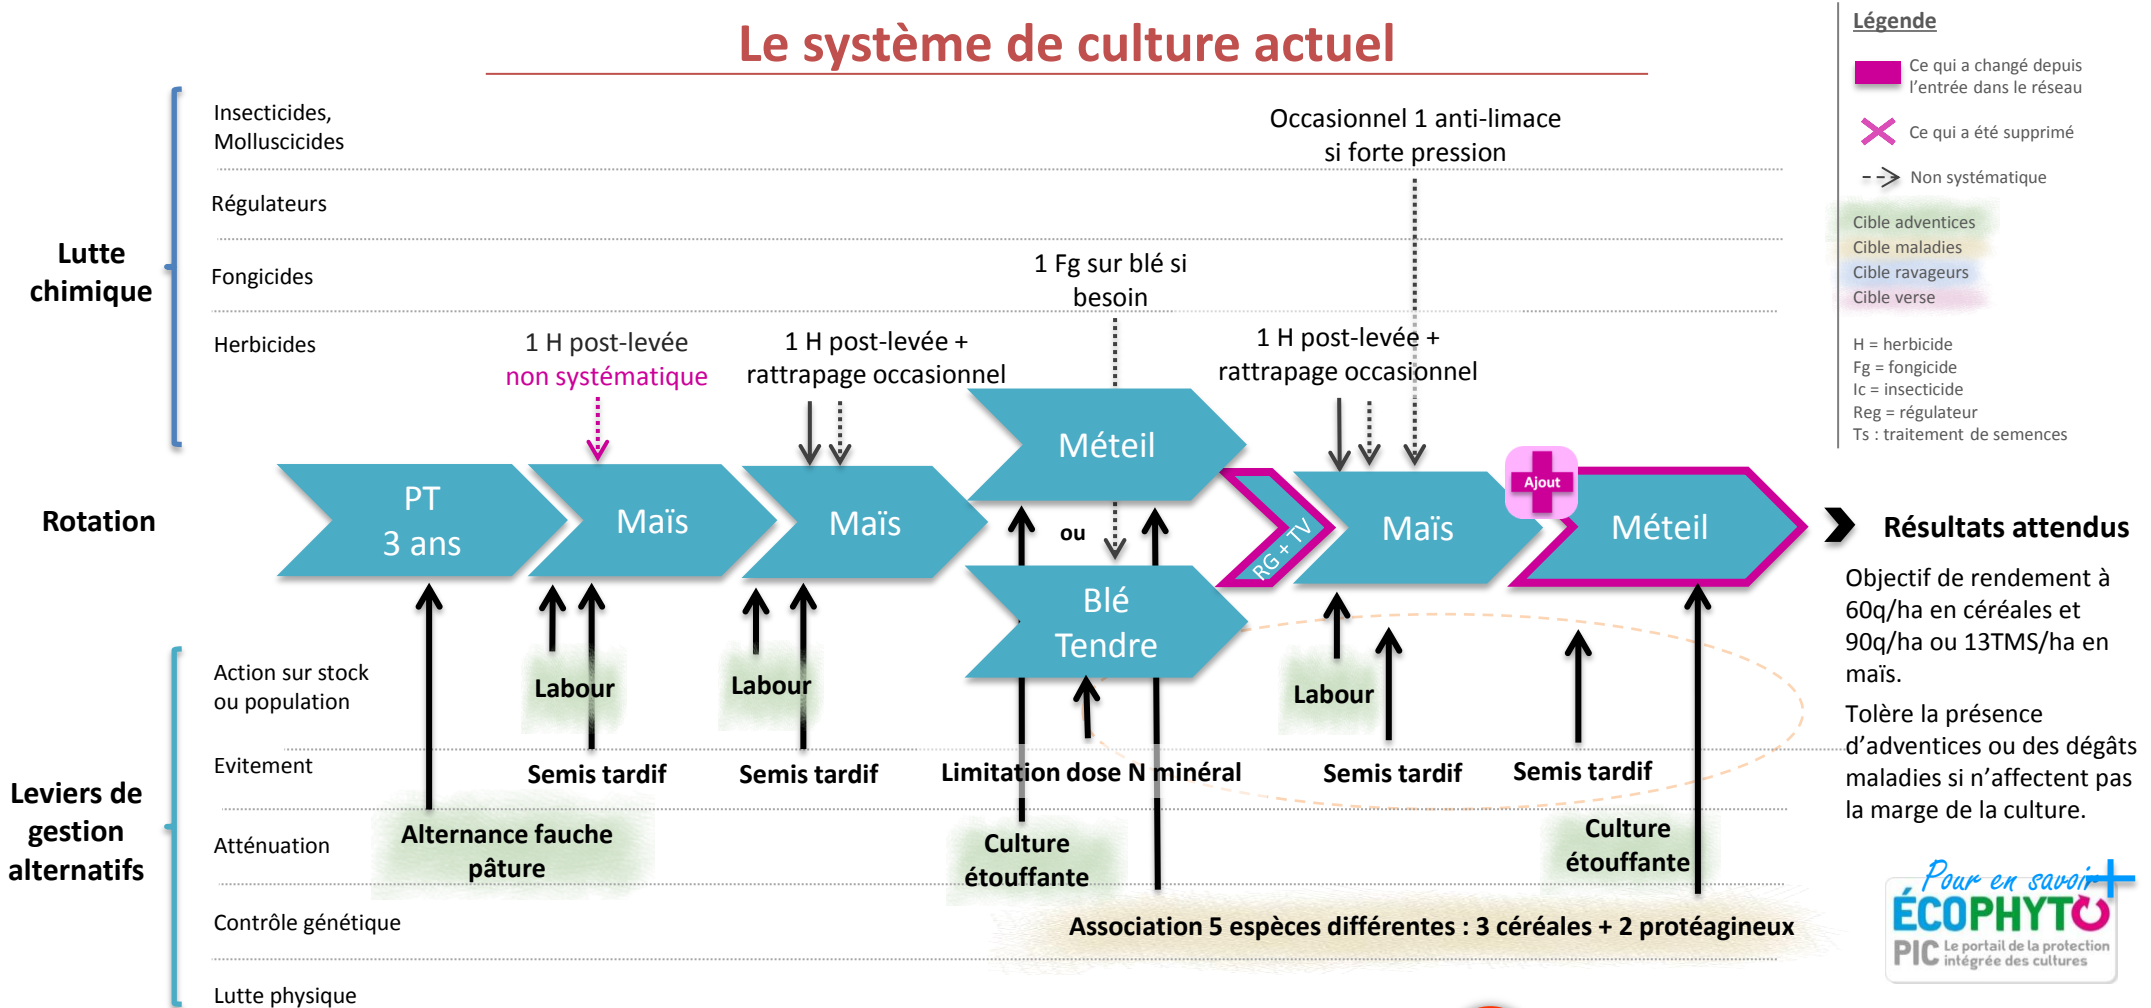 Le système de culture actuel
Légende
Ce qui a changé depuis
l'entrée dans le réseau
Ce qui a été supprimé
Non systématique
Cible adventices
Cible maladies
Cible ravageurs
Cible verse
H = herbicide
Fg = fongicide
Ic = insecticide
Reg = régulateur
Ts : traitement de semences
Lutte
chimique
Insecticides,
Molluscicides
Occasionnel 1 anti-limace
si forte pression
Régulateurs
Fongicides
1 Fg sur blé si
besoin
Herbicides
1 H post-levée
non systématique
1 H post-levée +
rattrapage occasionnel
1 H post-levée +
rattrapage occasionnel
Rotation
PT
3 ans
Maïs
Maïs
Méteil
ou
Blé
Tendre
RG + TV
Maïs
Ajout
Méteil
Résultats attendus
Objectif de rendement à
60q/ha en céréales et
90q/ha ou 13TMS/ha en
maïs.
Tolère la présence
d'adventices ou des dégâts
maladies si n'affectent pas
la marge de la culture.
Leviers de
gestion
alternatifs
Action sur stock
ou population
Labour
Labour
Labour
Evitement
Semis tardif
Semis tardif
Limitation dose N minéral
Semis tardif
Semis tardif
Atténuation
Alternance fauche
pâture
Culture
étouffante
Culture
étouffante
Contrôle génétique
Association 5 espèces différentes : 3 céréales + 2 protéagineux
Lutte physique
Pour en savoir +
ÉCOPHYTO
PIC Le portail de la protection
intégrée des cultures